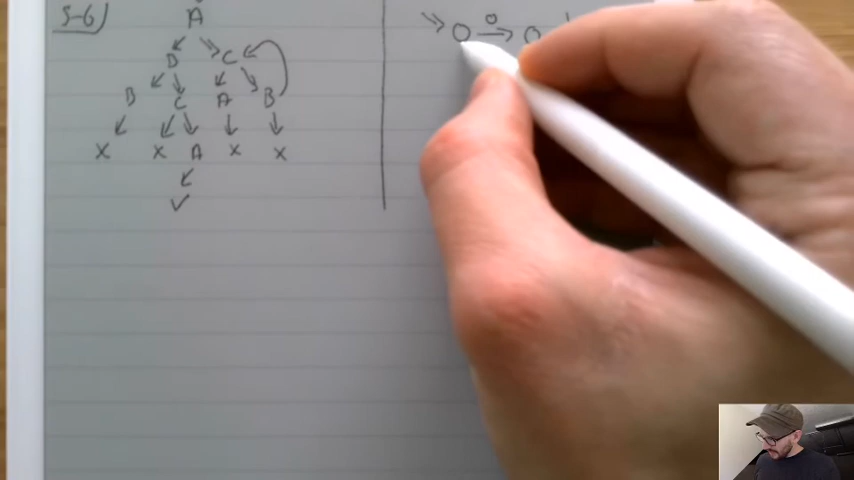 5-6)
A
B C
B C A B
X X A X X
✓
0